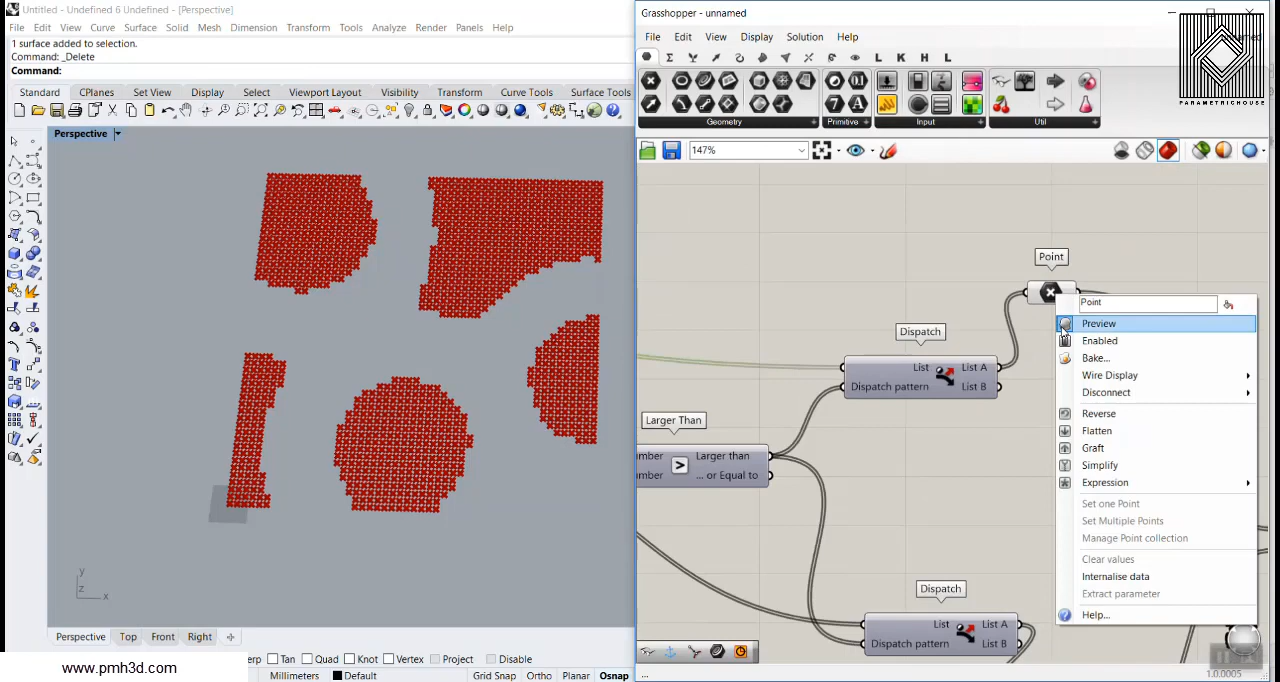 Untitled - Undefined 6 Undefined - [Perspective]
File Edit View Curve Surface Solid Mesh Dimension Transform Tools Analyze Render Panels Help
1 surface added to selection.
Command: _Delete
Command:
Standard CPlanes Set View Display Select Viewport Layout Visibility Transform Curve Tools Surface Tools
Perspective
y
z x
Perspective Top Front Right
erp Tan Quad Knot Vertex Project Disable
www.pmh3d.com
Millimeters Default Grid Snap Ortho Planar Osnap
Grasshopper - unnamed
File Edit View Display Solution Help
L K H L
PARAMETRICHOUSE
Geometry Primitive Input Util
147%
Point
Point
Preview
Enabled
Bake...
Wire Display
Disconnect
Reverse
Flatten
Graft
Simplify
Expression
Set one Point
Set Multiple Points
Manage Point collection
Clear values
Internalise data
Extract parameter
Help...
Dispatch
List List A
Dispatch pattern List B
Larger Than
umber Larger than
umber ... or Equal to
Dispatch
List List A
Dispatch pattern List B
...
1.0.0005